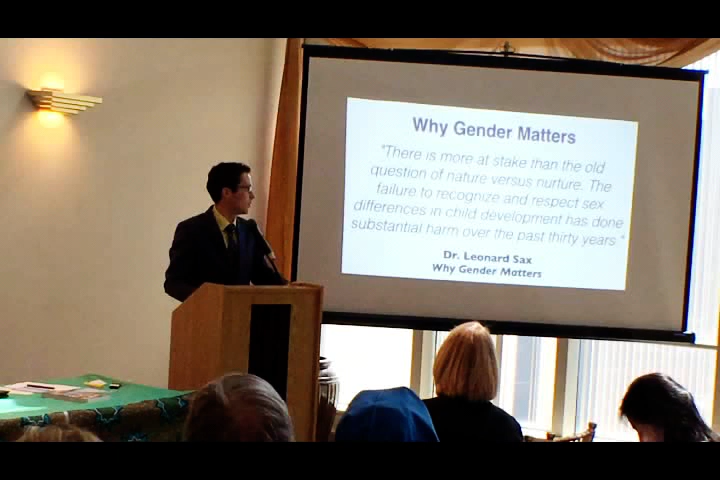 Why Gender Matters
"There is more at stake than the old
question of nature versus nurture. The
failure to recognize and respect sex
differences in child development has done
substantial harm over the past thirty years."
Dr. Leonard Sax
Why Gender Matters